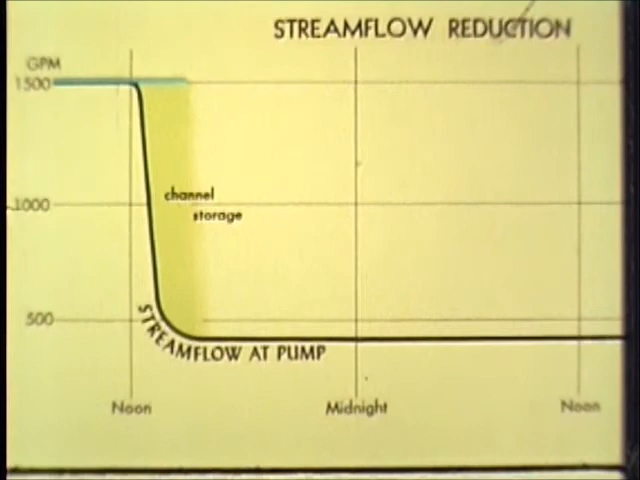 STREAMFLOW REDUCTION
GPM
1500
channel
1000
storage
500
STREAMFLOW AT PUMP
Noon Midnight Noon